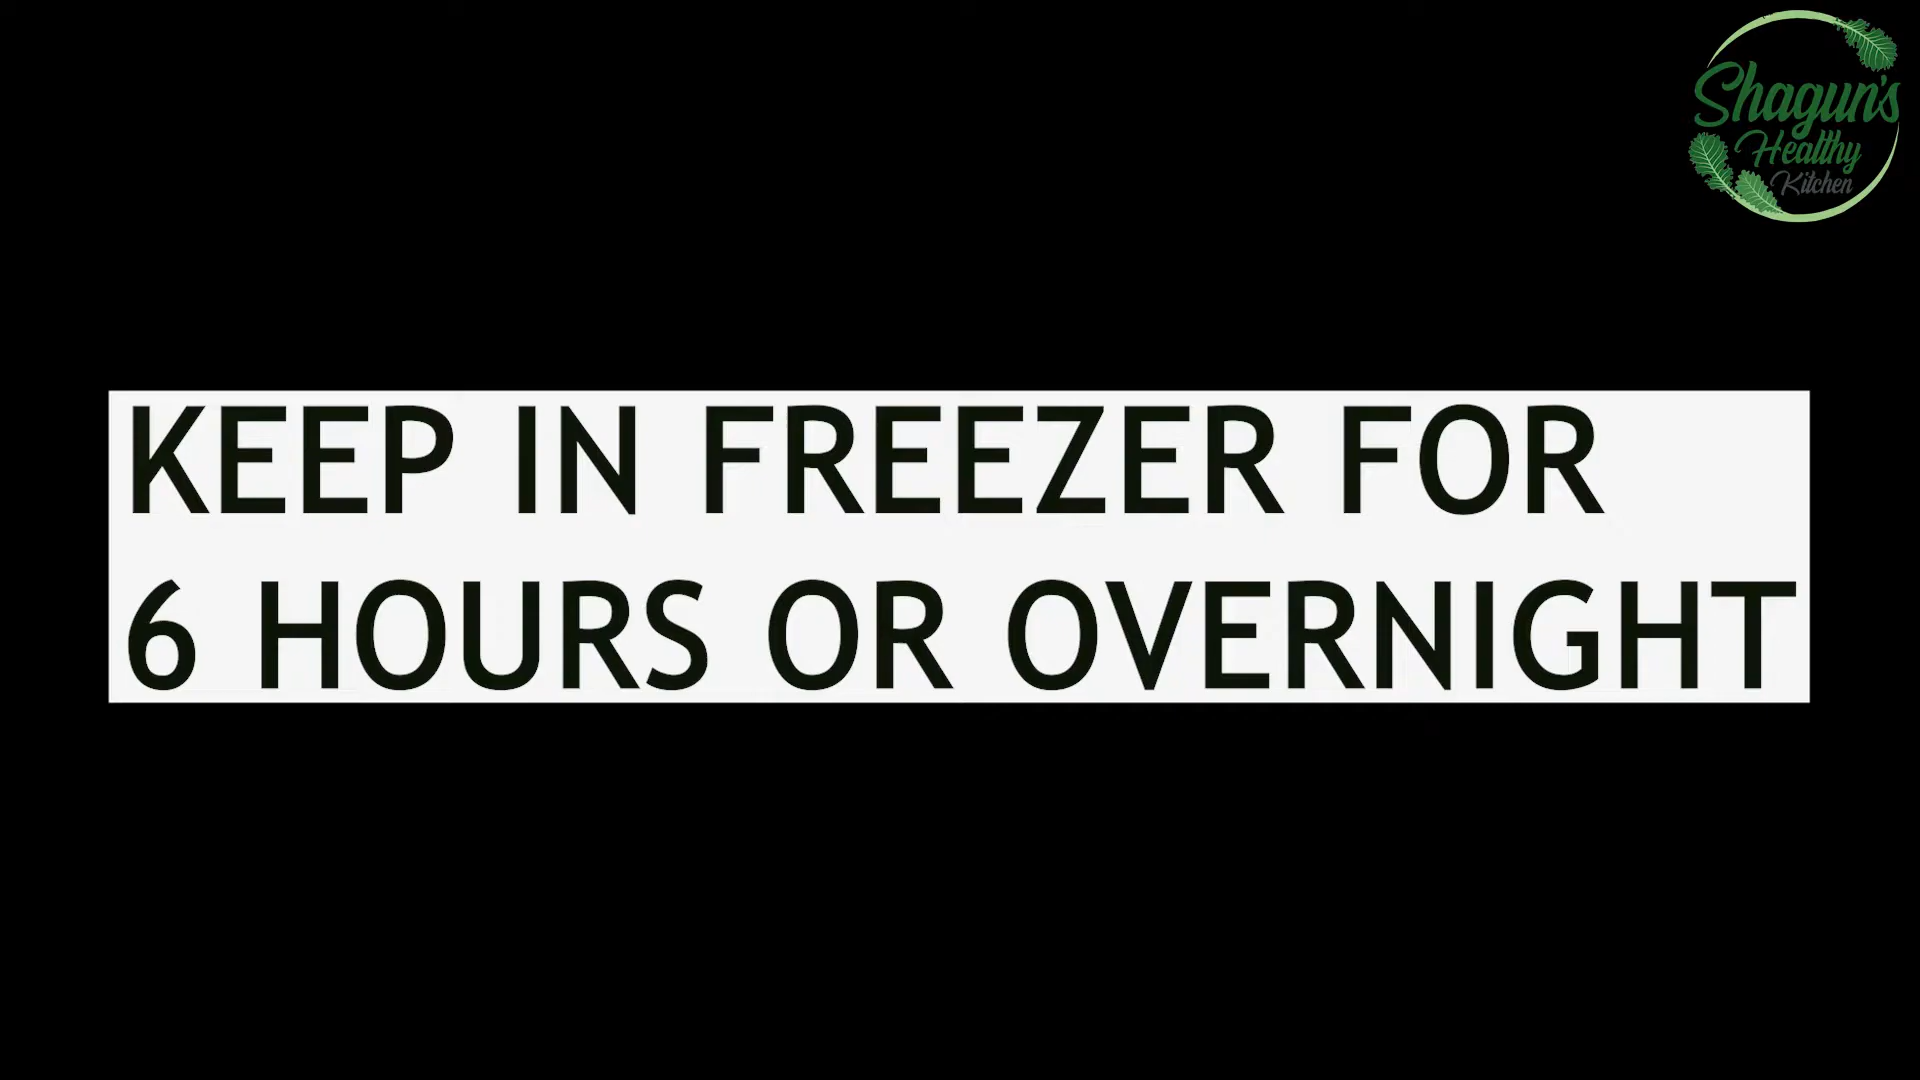 Shagun's
Healthy
Kitchen
KEEP IN FREEZER FOR
6 HOURS OR OVERNIGHT